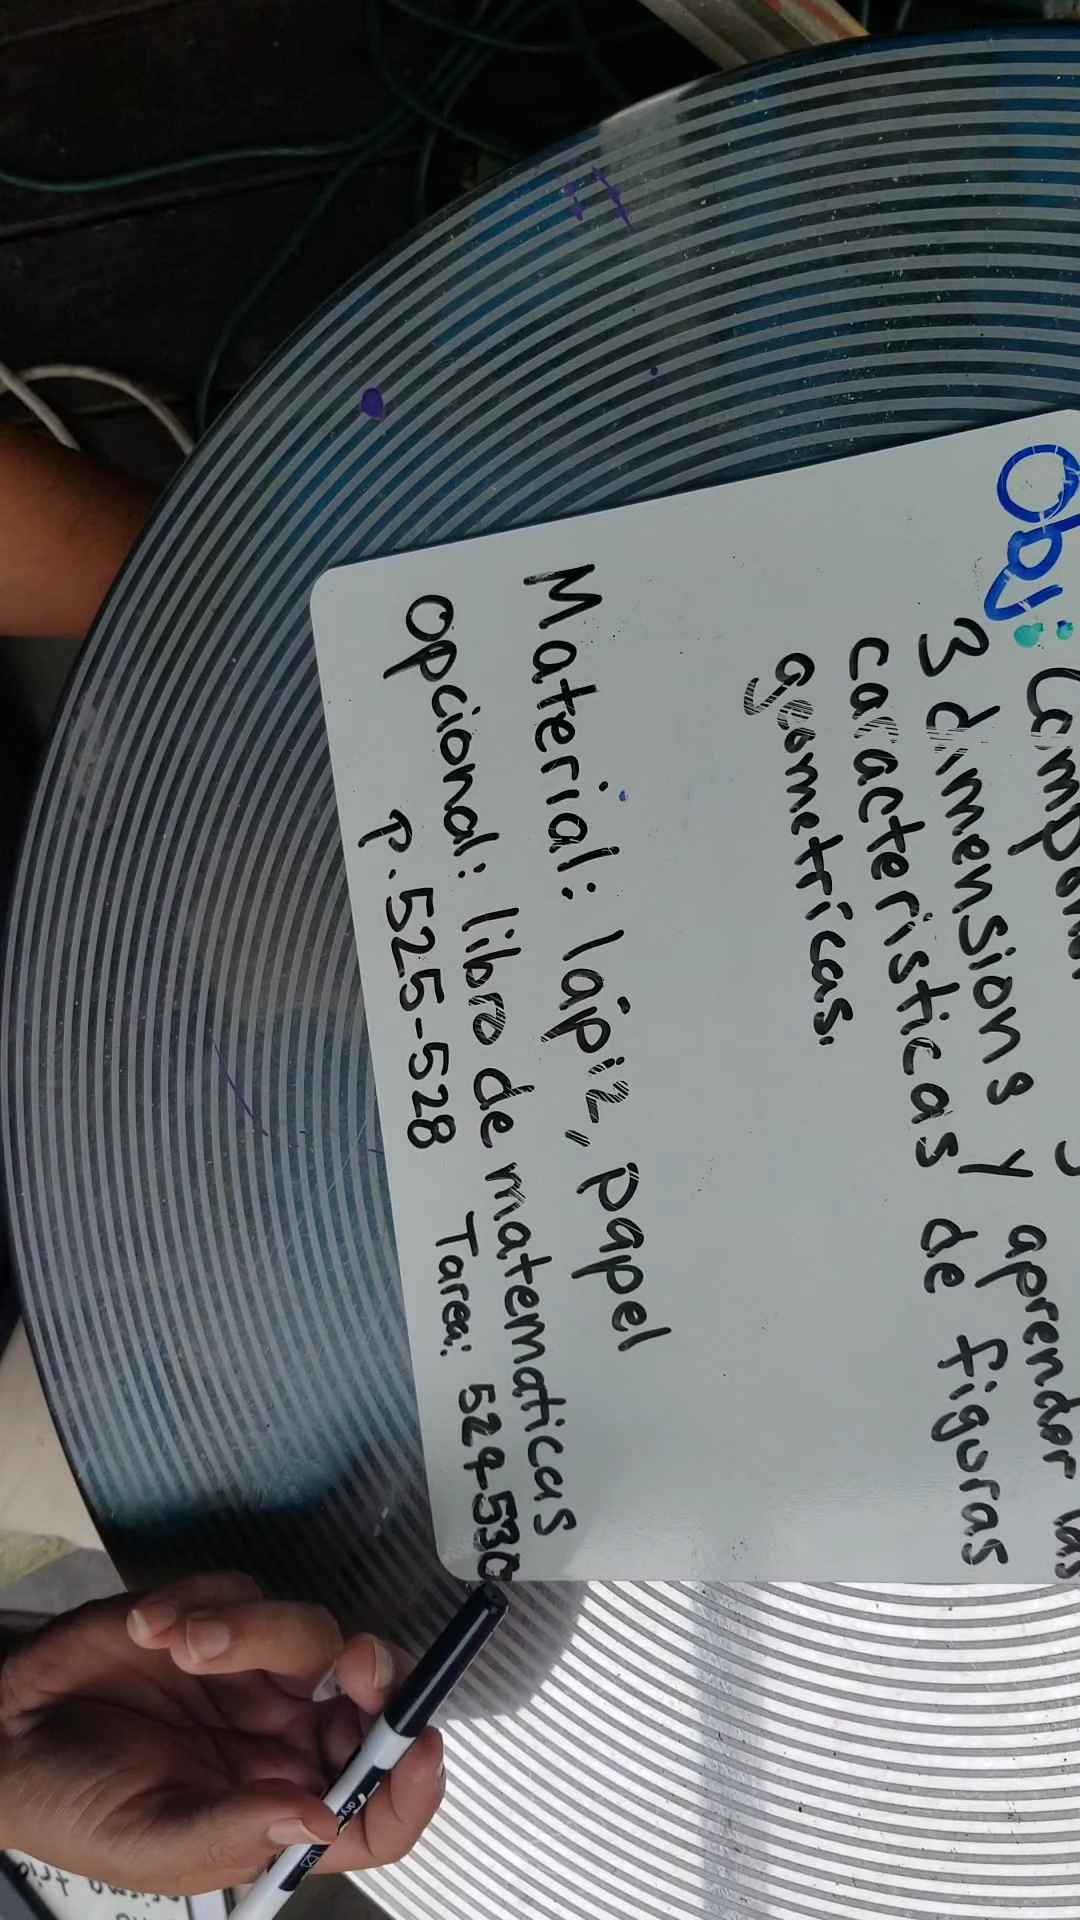 Obj: Componer y aprender las
3 dimensions y
caracteristicas de figuras
geometricas.
Material: lápiz, papel
opcional: libro de matematicas
P. 525-528 Tarea: 529-530